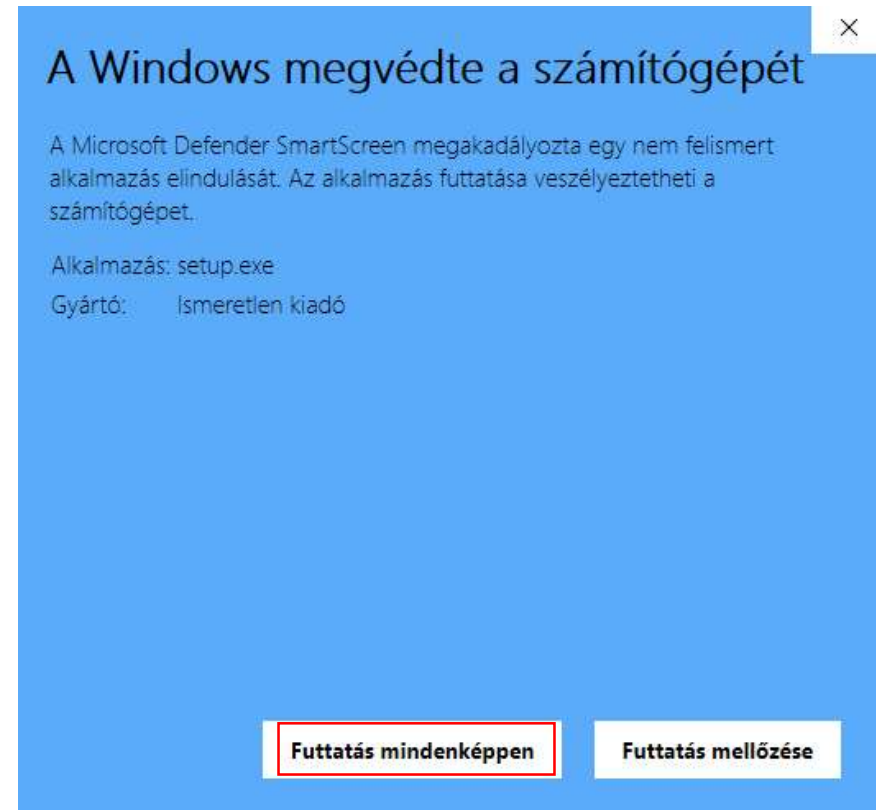 A Windows megvédte a számítógépét
A Microsoft Defender SmartScreen megakadályozta egy nem felismert
alkalmazás elindulását. Az alkalmazás futtatása veszélyeztetheti a
számítógépet.
Alkalmazás: setup.exe
Gyártó: Ismeretlen kiadó
Futtatás mindenképpen
Futtatás mellőzése